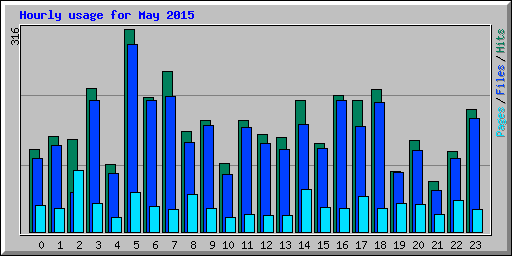 Hourly usage for May 2015
316
Pages / Files / Hits
0 1 2 3 4 5 6 7 8 9 10 11 12 13 14 15 16 17 18 19 20 21 22 23